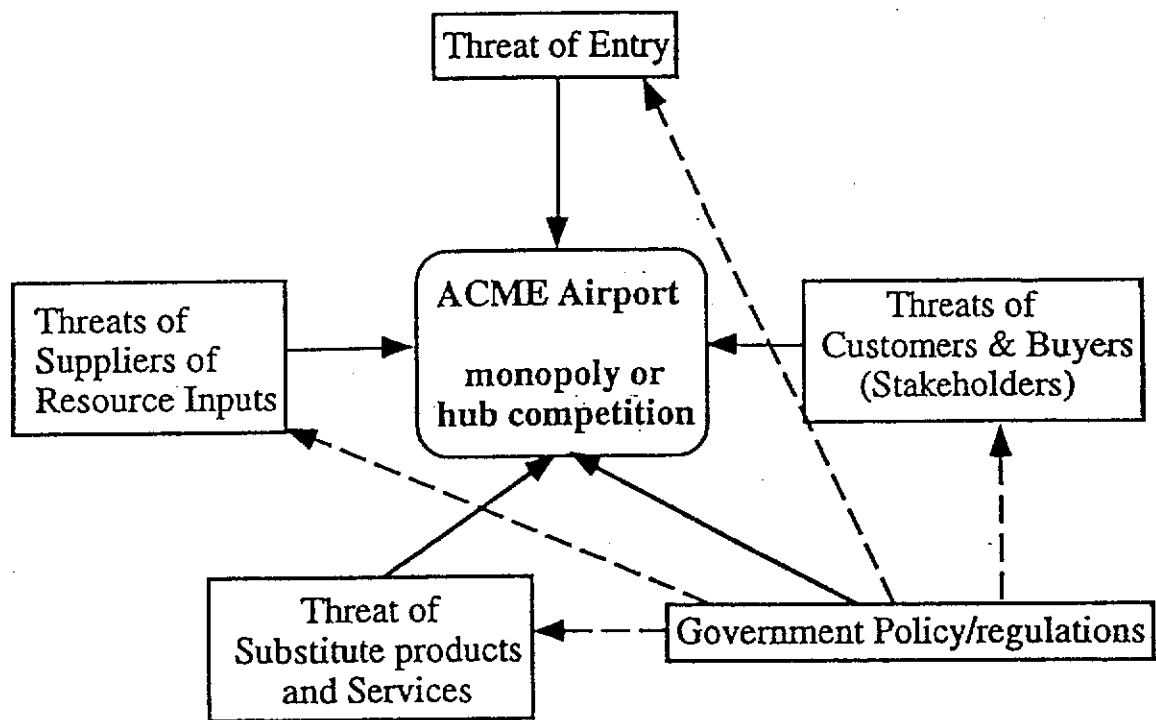 Threat of Entry
ACME Airport
monopoly or
hub competition
Threats of
Suppliers of
Resource Inputs
Threats of
Customers & Buyers
(Stakeholders)
Threat of
Substitute products
and Services
Government Policy/regulations